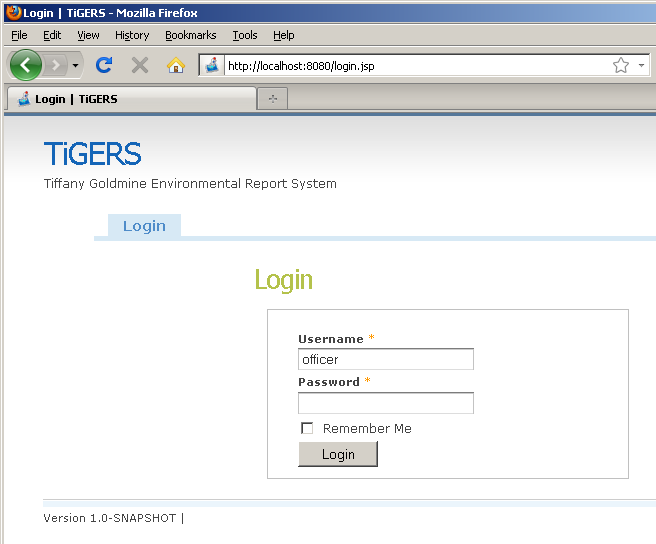 Login | TiGERS - Mozilla Firefox
File Edit View History Bookmarks Tools Help
http://localhost:8080/login.jsp
Login | TiGERS
TiGERS
Tiffany Goldmine Environmental Report System
Login
Login
Username *
officer
Password *
Remember Me
Login
Version 1.0-SNAPSHOT |